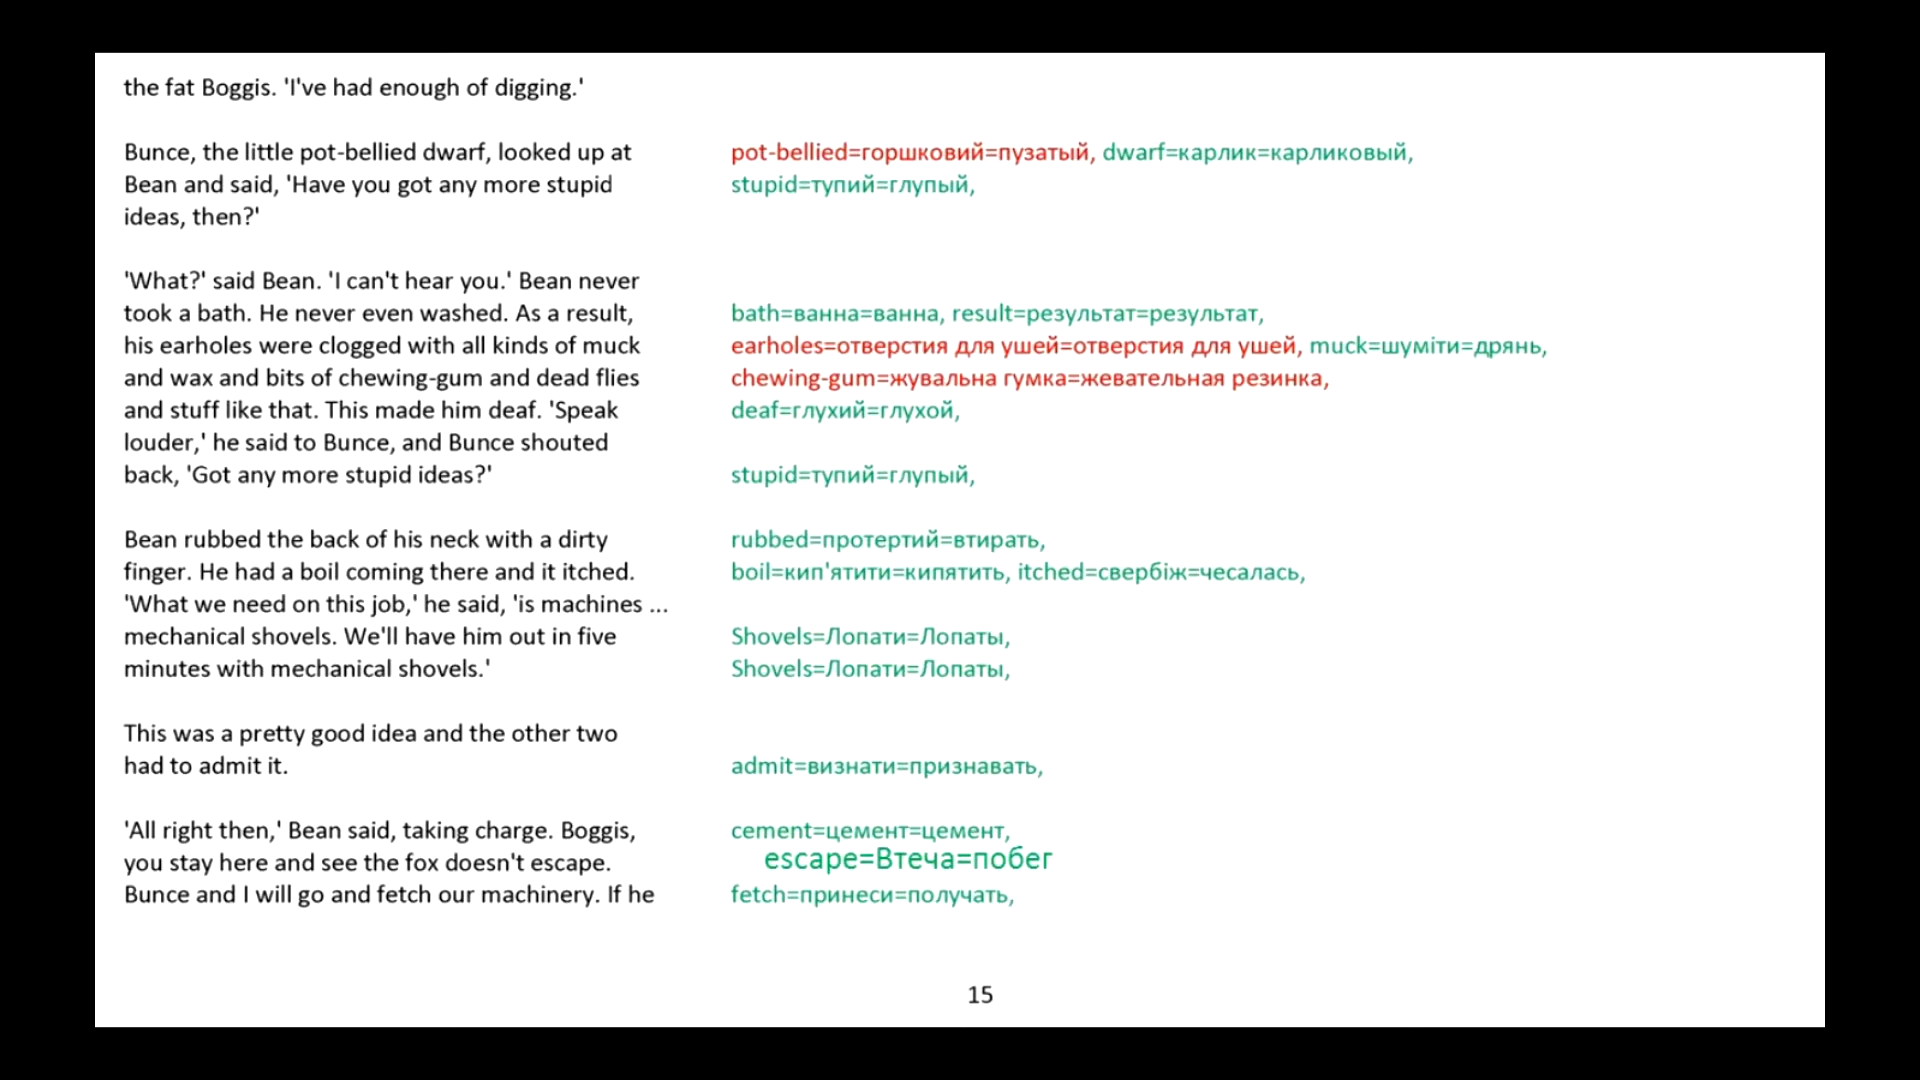 the fat Boggis. 'I've had enough of digging.'
Bunce, the little pot-bellied dwarf, looked up at
Bean and said, 'Have you got any more stupid
ideas, then?'
'What?' said Bean. 'I can't hear you.' Bean never
took a bath. He never even washed. As a result,
his earholes were clogged with all kinds of muck
and wax and bits of chewing-gum and dead flies
and stuff like that. This made him deaf. 'Speak
louder,' he said to Bunce, and Bunce shouted
back, 'Got any more stupid ideas?'
Bean rubbed the back of his neck with a dirty
finger. He had a boil coming there and it itched.
'What we need on this job,' he said, 'is machines ...
mechanical shovels. We'll have him out in five
minutes with mechanical shovels.'
This was a pretty good idea and the other two
had to admit it.
'All right then,' Bean said, taking charge. Boggis,
you stay here and see the fox doesn't escape.
Bunce and I will go and fetch our machinery. If he
pot-bellied=горшковий=пузатый, dwarf=карлик=карликовый,
stupid=тупий=глупый,
bath=ванна=ванна, result=результат=результат,
earholes=отверстия для ушей=отверстия для ушей, muck=шуміти=дрянь,
chewing-gum=жувальна гумка=жевательная резинка,
deaf=глухий=глухой,
stupid=тупий=глупый,
rubbed=протертий=втирать,
boil=кип'ятити=кипятить, itched=свербіж=чесалась,
Shovels=Лопати=Лопаты,
Shovels=Лопати=Лопаты,
admit=визнати=признавать,
cement=цемент=цемент,
escape=Втеча=побег
fetch=принеси=получать,
15